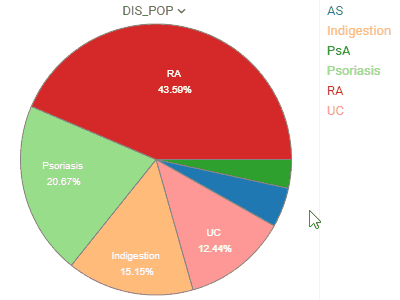 DIS_POP
AS
Indigestion
PsA
Psoriasis
RA
UC
RA
43.59%
Psoriasis
20.67%
UC
12.44%
Indigestion
15.15%